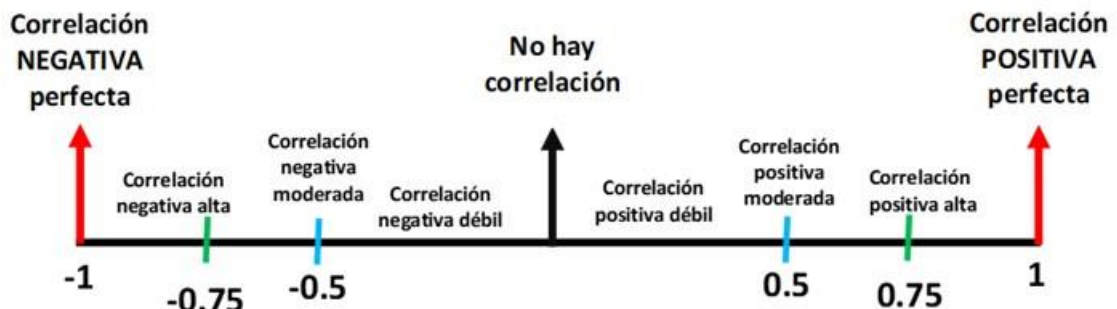 Correlación
NEGATIVA
perfecta
No hay
correlación
Correlación
POSITIVA
perfecta
Correlación
negativa alta
Correlación
negativa
moderada
Correlación
negativa débil
Correlación
positiva débil
Correlación
positiva
moderada
Correlación
positiva alta
-1
-0.75
-0.5
0.5
0.75
1